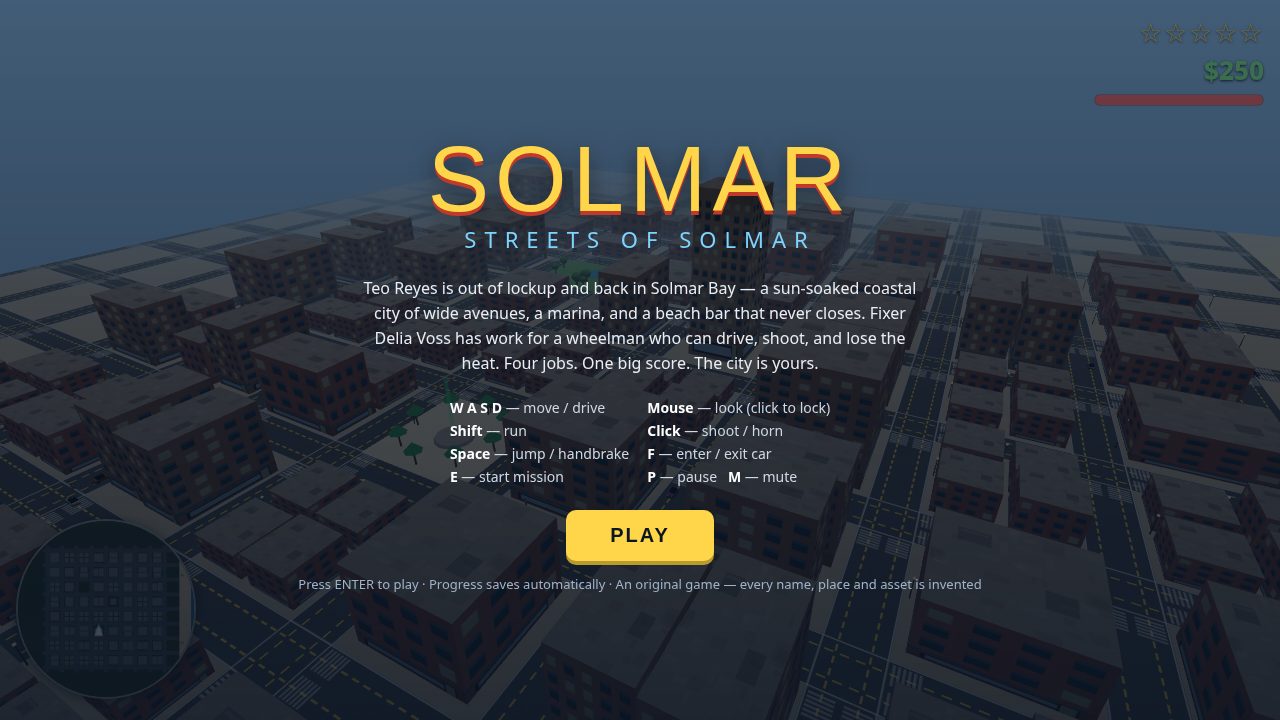 ☆☆☆☆☆
$250
SOLMAR
STREETS OF SOLMAR
Teo Reyes is out of lockup and back in Solmar Bay — a sun-soaked coastal
city of wide avenues, a marina, and a beach bar that never closes. Fixer
Delia Voss has work for a wheelman who can drive, shoot, and lose the
heat. Four jobs. One big score. The city is yours.
W A S D — move / drive
Mouse — look (click to lock)
Shift — run
Click — shoot / horn
Space — jump / handbrake
F — enter / exit car
E — start mission
P — pause M — mute
PLAY
Press ENTER to play · Progress saves automatically · An original game — every name, place and asset is invented